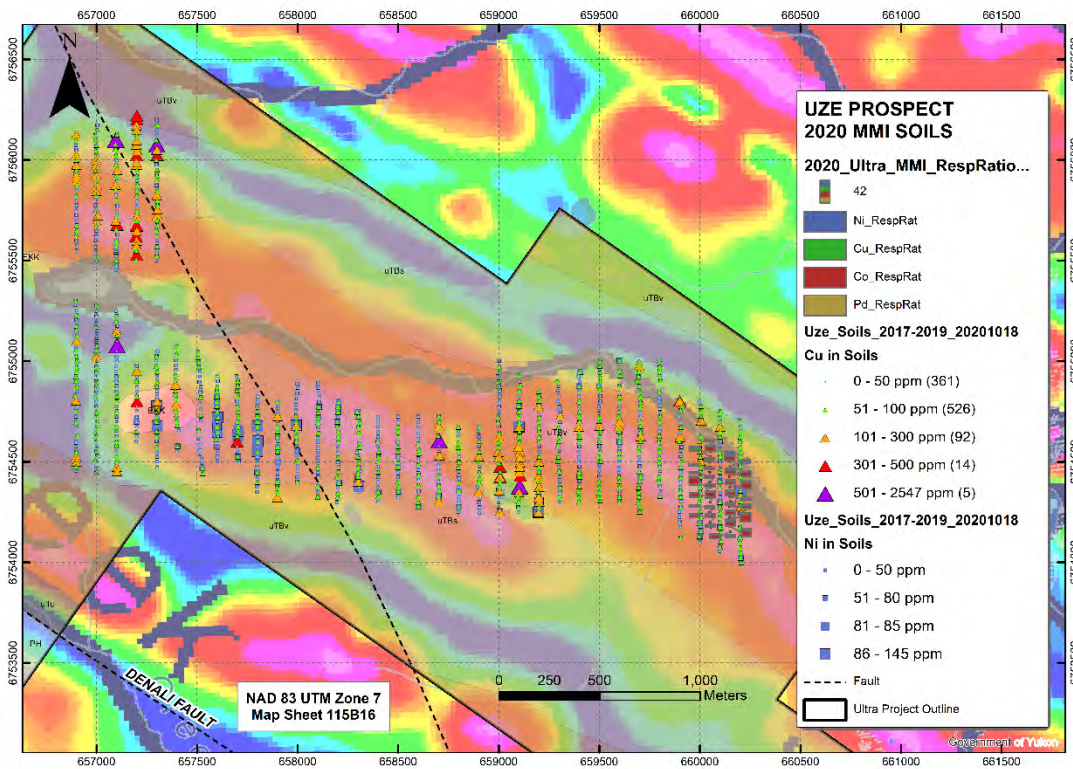 657000 657500 658000 658500 659000 659500 660000 660500 661000 661500
6756500
6756000
6755500
6755000
6754500
6754000
6753500
N
uTBv
EKK
uTBs
uTBv
EKK
uTBv
uTBv
uTBs
PH
DENALI FAULT
NAD 83 UTM Zone 7
Map Sheet 115B16
0 250 500 1,000
Meters
UZE PROSPECT
2020 MMI SOILS
2020_Ultra_MMI_RespRatio...
42
Ni_RespRat
Cu_RespRat
Co_RespRat
Pd_RespRat
Uze_Soils_2017-2019_20201018
Cu in Soils
0 - 50 ppm (361)
51 - 100 ppm (526)
101 - 300 ppm (92)
301 - 500 ppm (14)
501 - 2547 ppm (5)
Uze_Soils_2017-2019_20201018
Ni in Soils
0 - 50 ppm
51 - 80 ppm
81 - 85 ppm
86 - 145 ppm
Fault
Ultra Project Outline
Government of Yukon